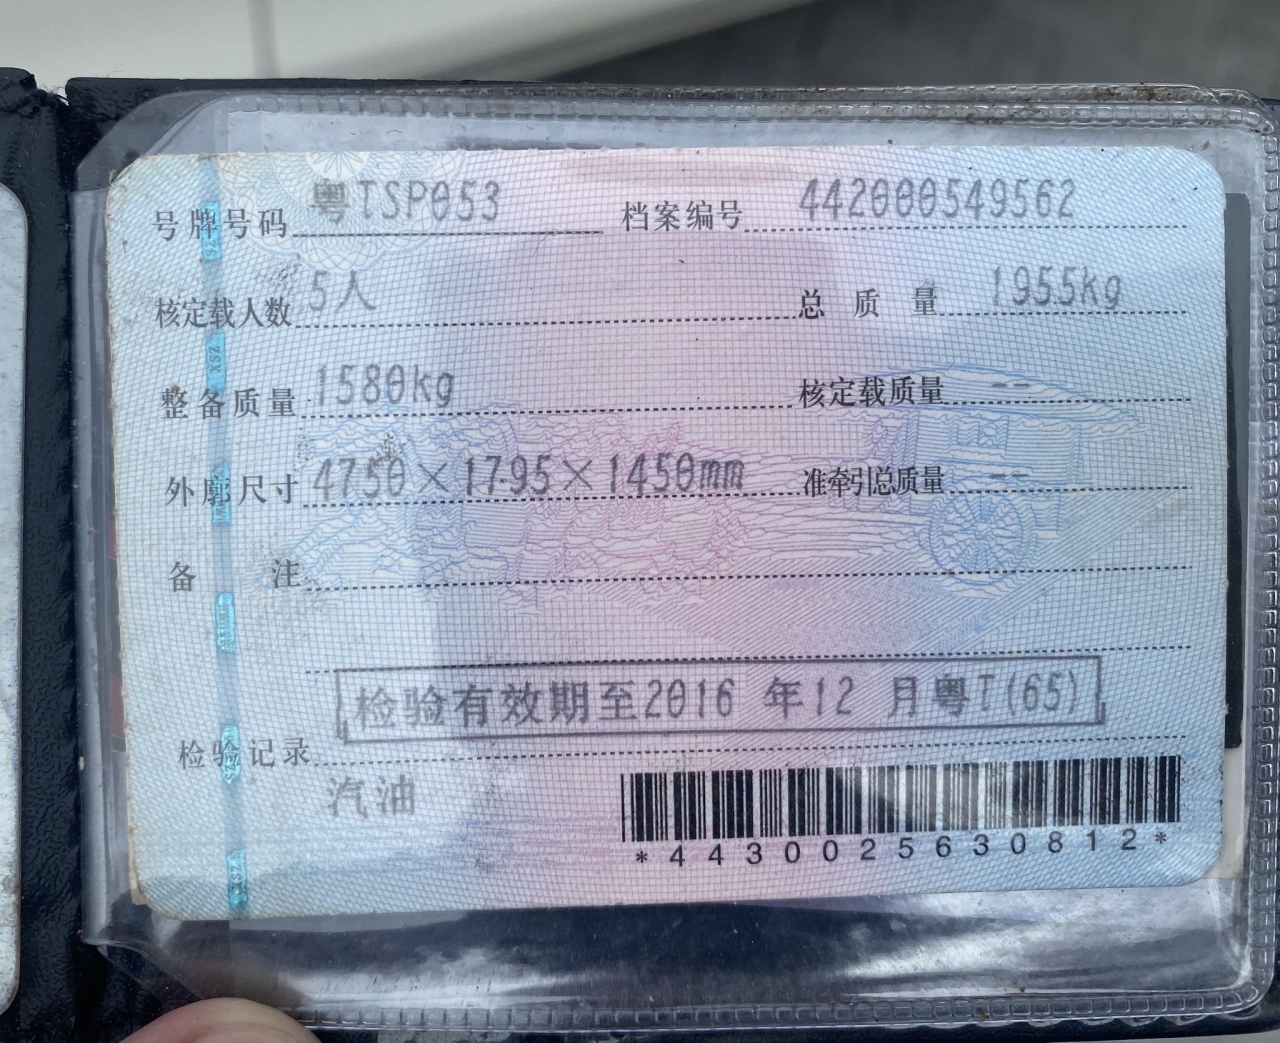 号牌号码 粤TSP053 档案编号 442000549562
核定载人数 5人 总质量 1955kg
整备质量 1580kg 核定载质量 --
外廓尺寸 4750×1795×1450mm 准牵引总质量 --
备注
检验有效期至2016 年12 月粤T(65)
检验记录
汽油
*4430025630812*